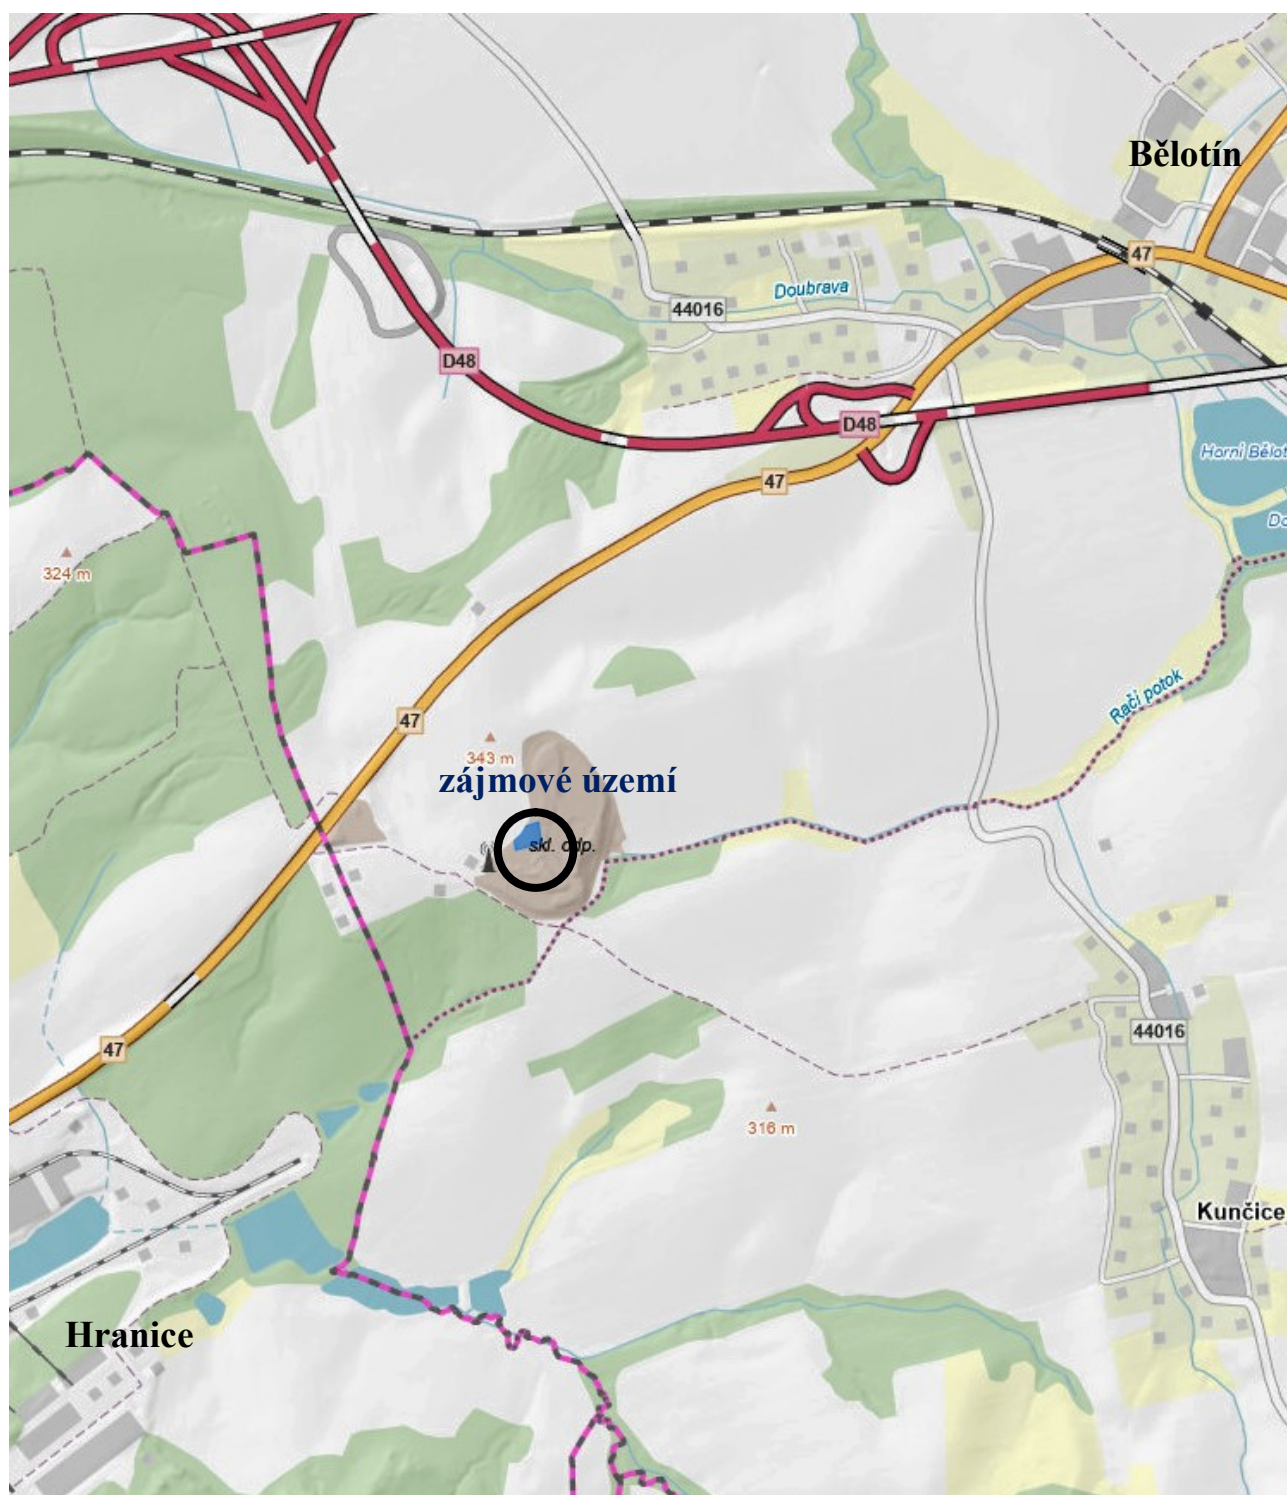 Bělotín
47
Doubrava
44016
D48
D48
47
Horní Bělot
Do
324 m
Račí potok
47
343 m
zájmové území
skl. odp.
47
44016
316 m
Kunčice
Hranice